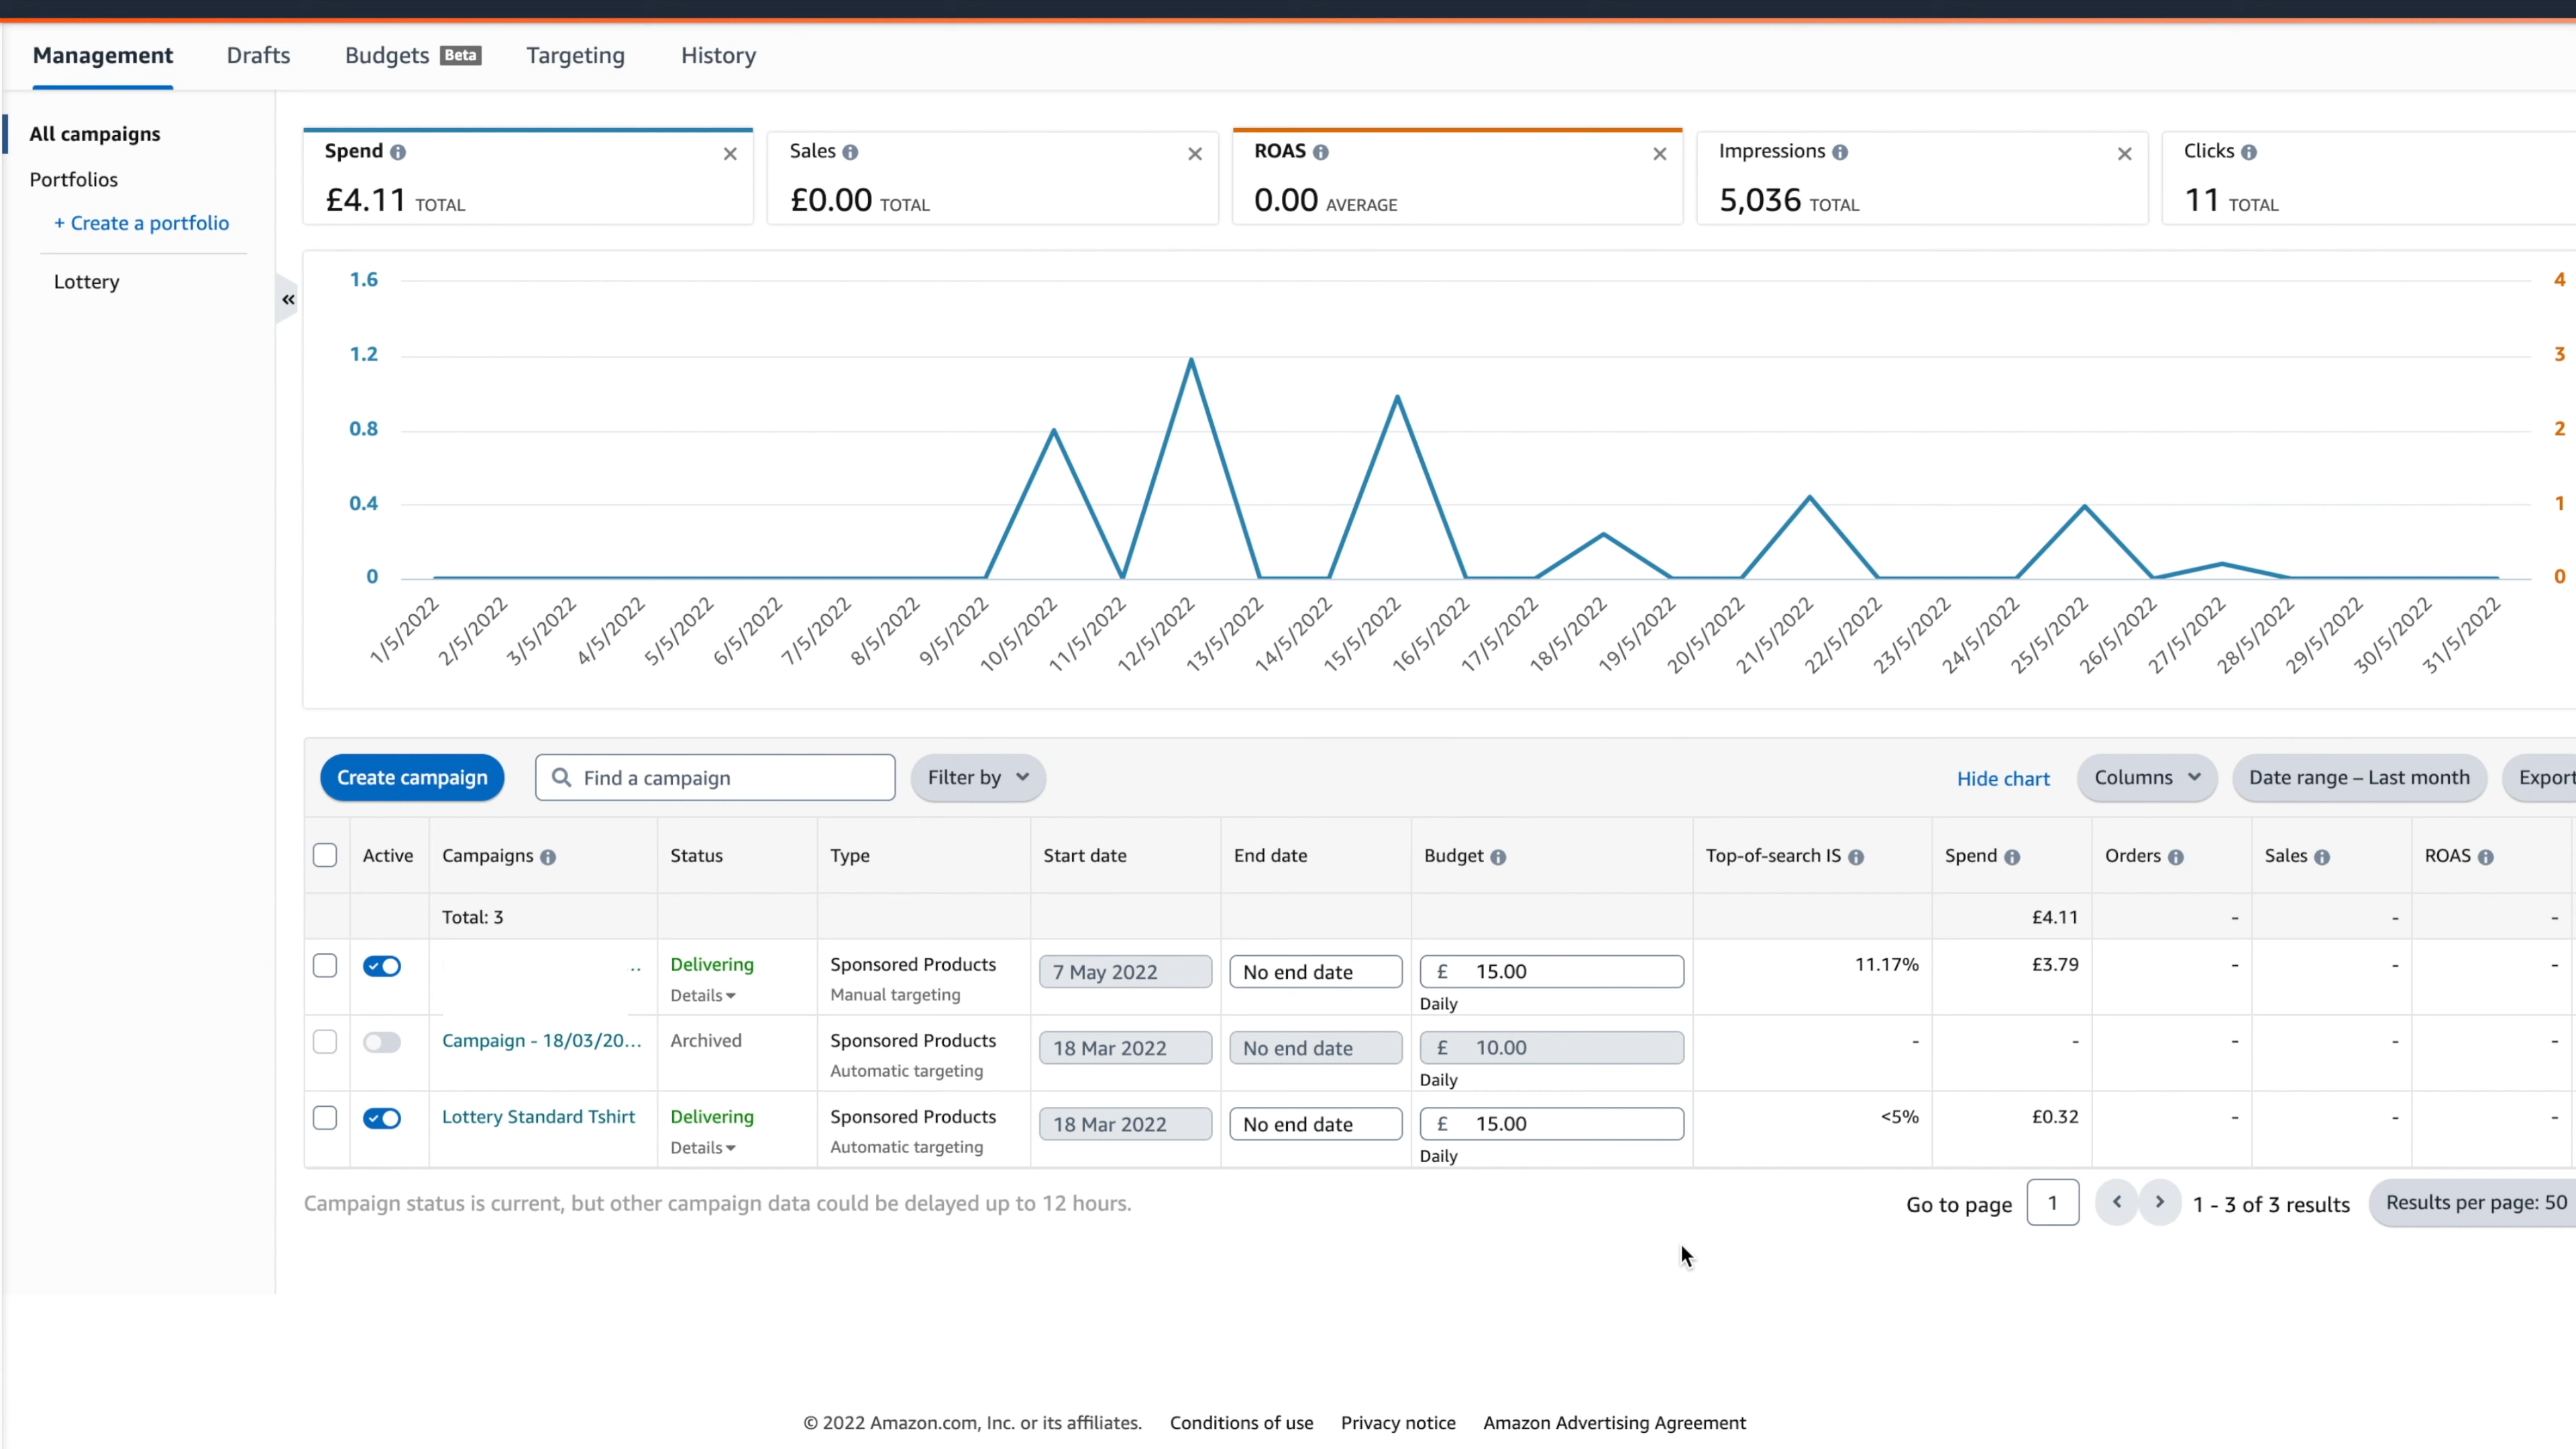 Management Drafts Budgets Beta Targeting History
All campaigns
Portfolios
+ Create a portfolio
Lottery
«
Spend
£4.11 TOTAL
Sales
£0.00 TOTAL
ROAS
0.00 AVERAGE
Impressions
5,036 TOTAL
Clicks
11 TOTAL
1.6 4
1.2 3
0.8 2
0.4 1
0 0
1/5/2022 2/5/2022 3/5/2022 4/5/2022 5/5/2022 6/5/2022 7/5/2022 8/5/2022 9/5/2022 10/5/2022 11/5/2022 12/5/2022 13/5/2022 14/5/2022 15/5/2022 16/5/2022 17/5/2022 18/5/2022 19/5/2022 20/5/2022 21/5/2022 22/5/2022 23/5/2022 24/5/2022 25/5/2022 26/5/2022 27/5/2022 28/5/2022 29/5/2022 30/5/2022 31/5/2022
Create campaign Find a campaign Filter by Hide chart Columns Date range – Last month Export
Active Campaigns Status Type Start date End date Budget Top-of-search IS Spend Orders Sales ROAS
Total: 3 £4.11 - - -
.. Delivering Sponsored Products 7 May 2022 No end date £ 15.00 11.17% £3.79 - - -
Details Manual targeting Daily
Campaign - 18/03/20... Archived Sponsored Products 18 Mar 2022 No end date £ 10.00 - - - - -
Automatic targeting Daily
Lottery Standard Tshirt Delivering Sponsored Products 18 Mar 2022 No end date £ 15.00 <5% £0.32 - - -
Details Automatic targeting Daily
Campaign status is current, but other campaign data could be delayed up to 12 hours. Go to page 1 1 - 3 of 3 results Results per page: 50
© 2022 Amazon.com, Inc. or its affiliates. Conditions of use Privacy notice Amazon Advertising Agreement